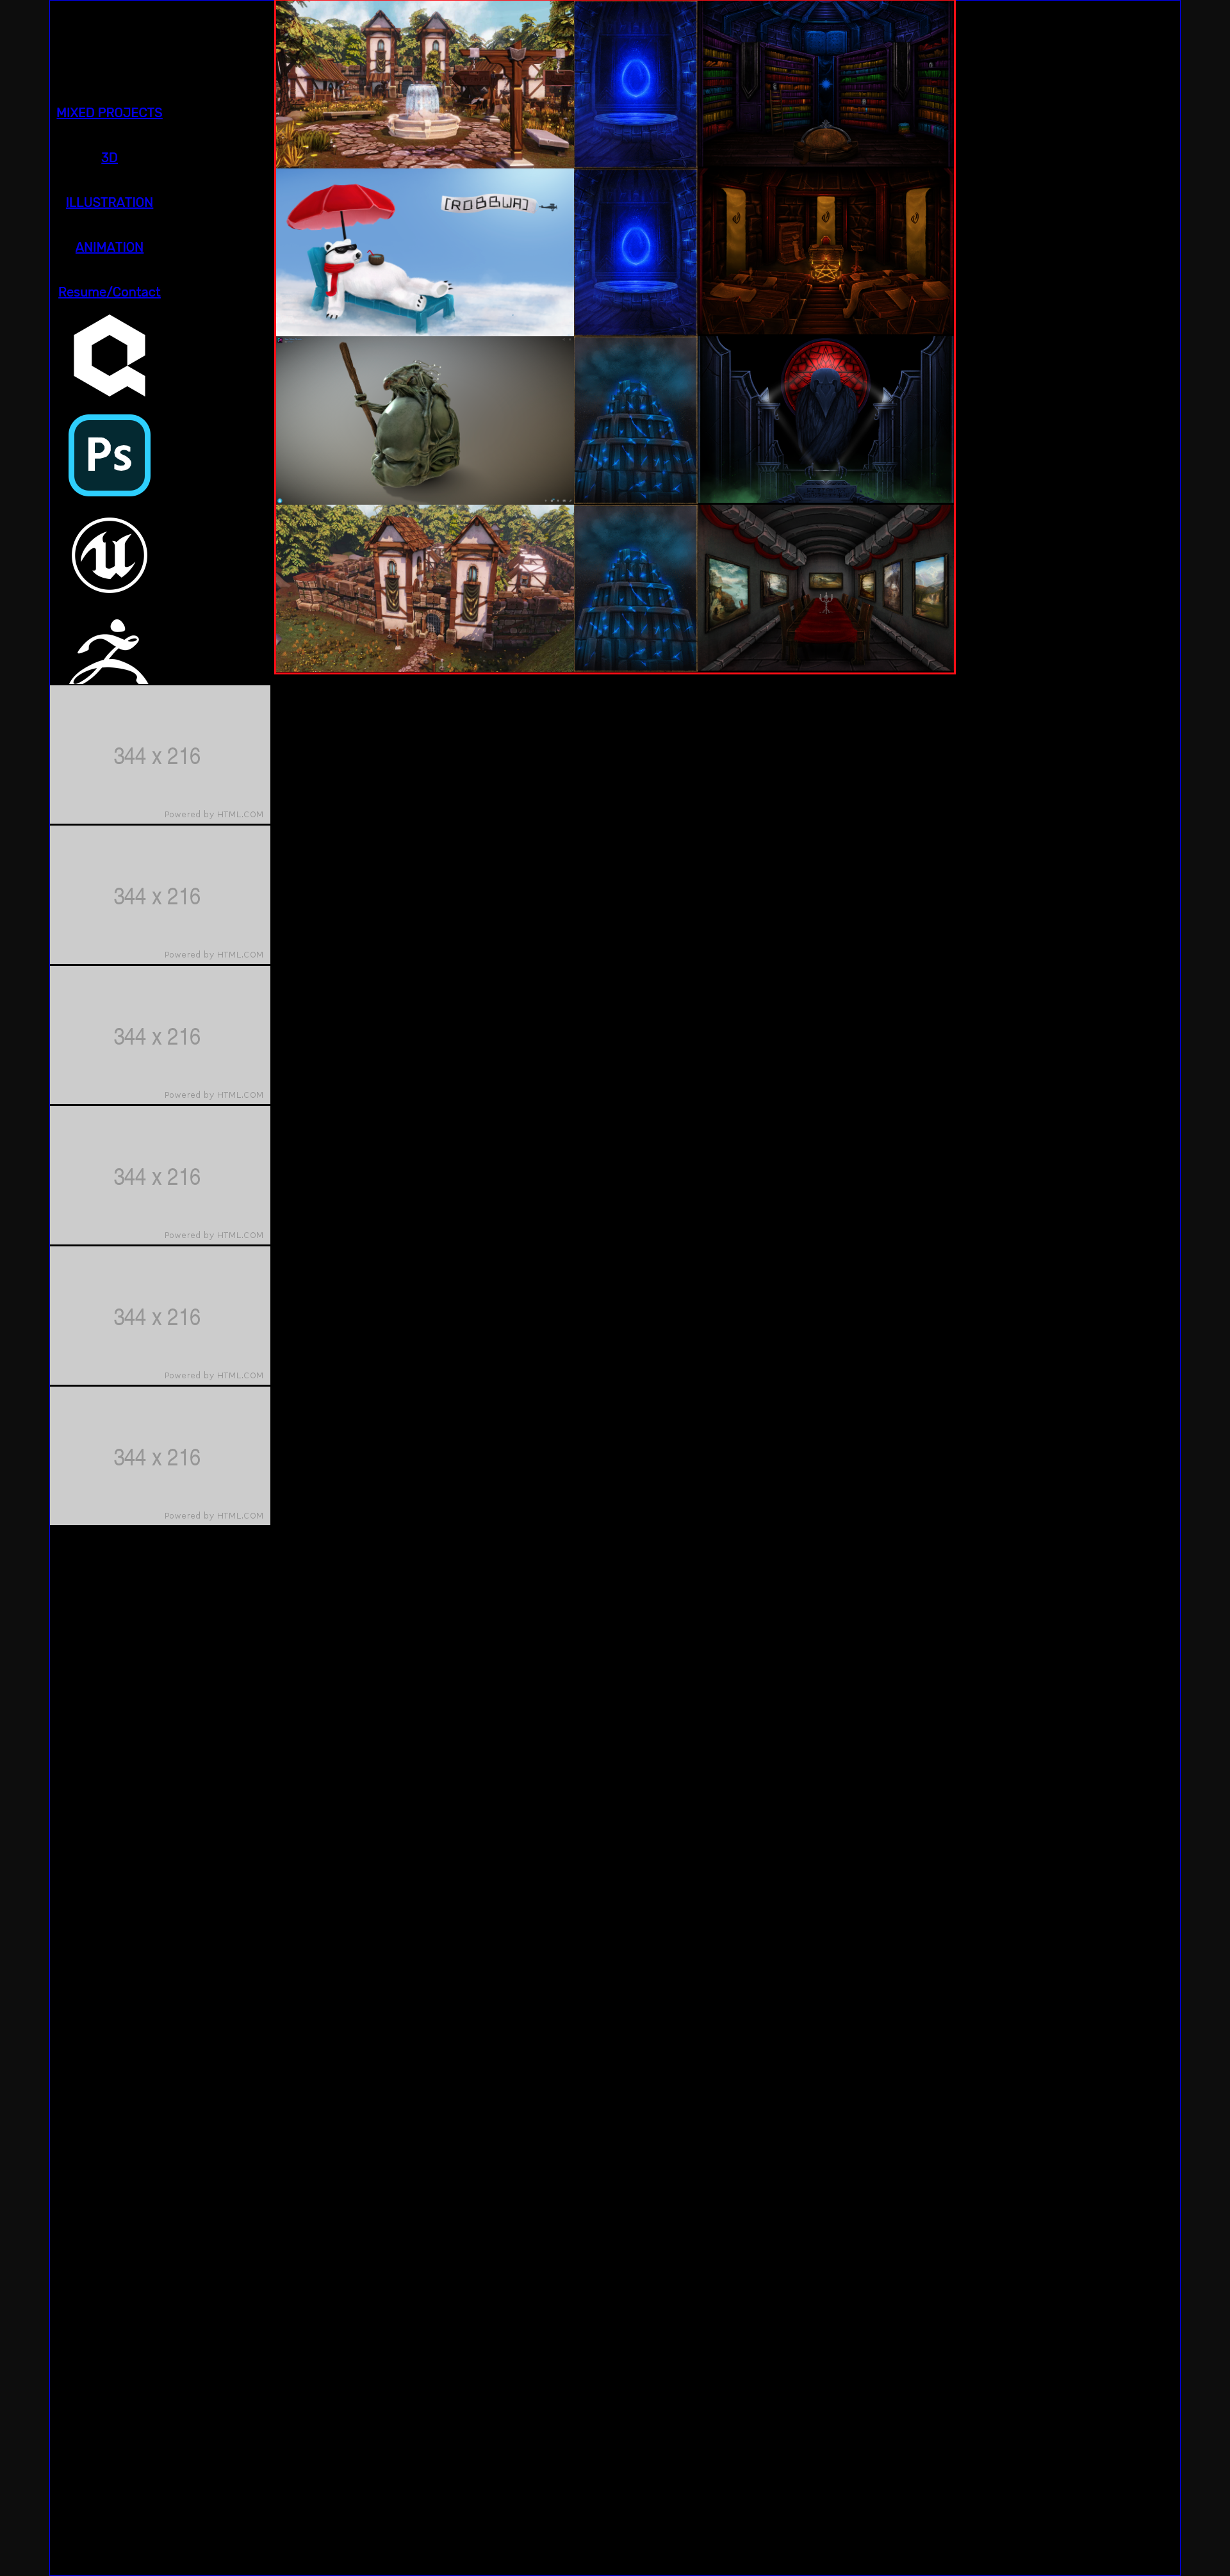 MIXED PROJECTS
3D
ILLUSTRATION
ANIMATION
Resume/Contact
[ROBBWA]
Ps
344 x 216
Powered by HTML.COM
344 x 216
Powered by HTML.COM
344 x 216
Powered by HTML.COM
344 x 216
Powered by HTML.COM
344 x 216
Powered by HTML.COM
344 x 216
Powered by HTML.COM